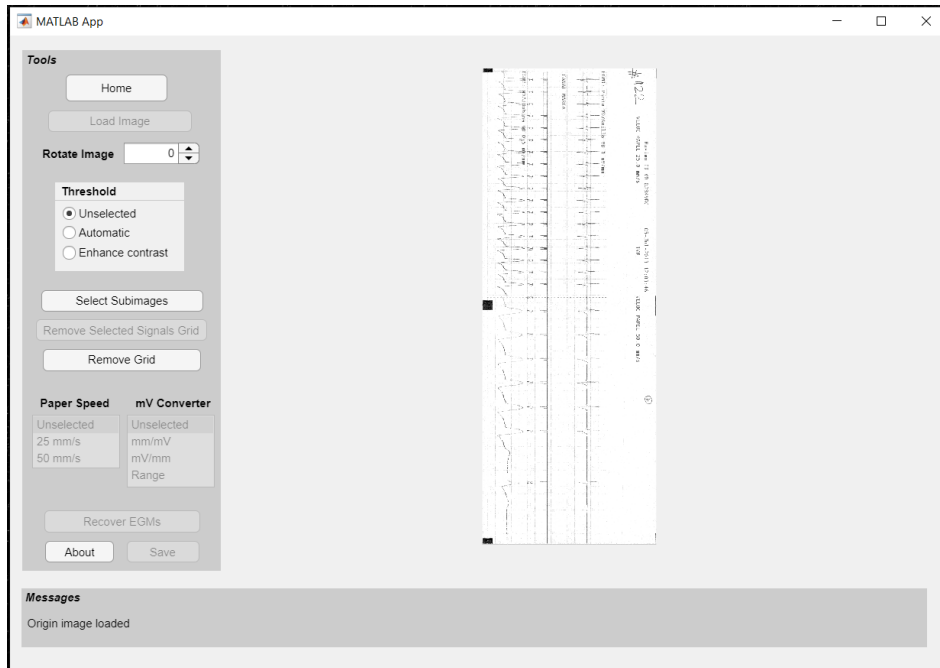 MATLAB App
Tools
Home
Load Image
Rotate Image 0
Threshold
Unselected
Automatic
Enhance contrast
Select Subimages
Remove Selected Signals Grid
Remove Grid
Paper Speed mV Converter
Unselected Unselected
25 mm/s mm/mV
50 mm/s mV/mm
Range
Recover EGMs
About Save
Messages
Origin image loaded